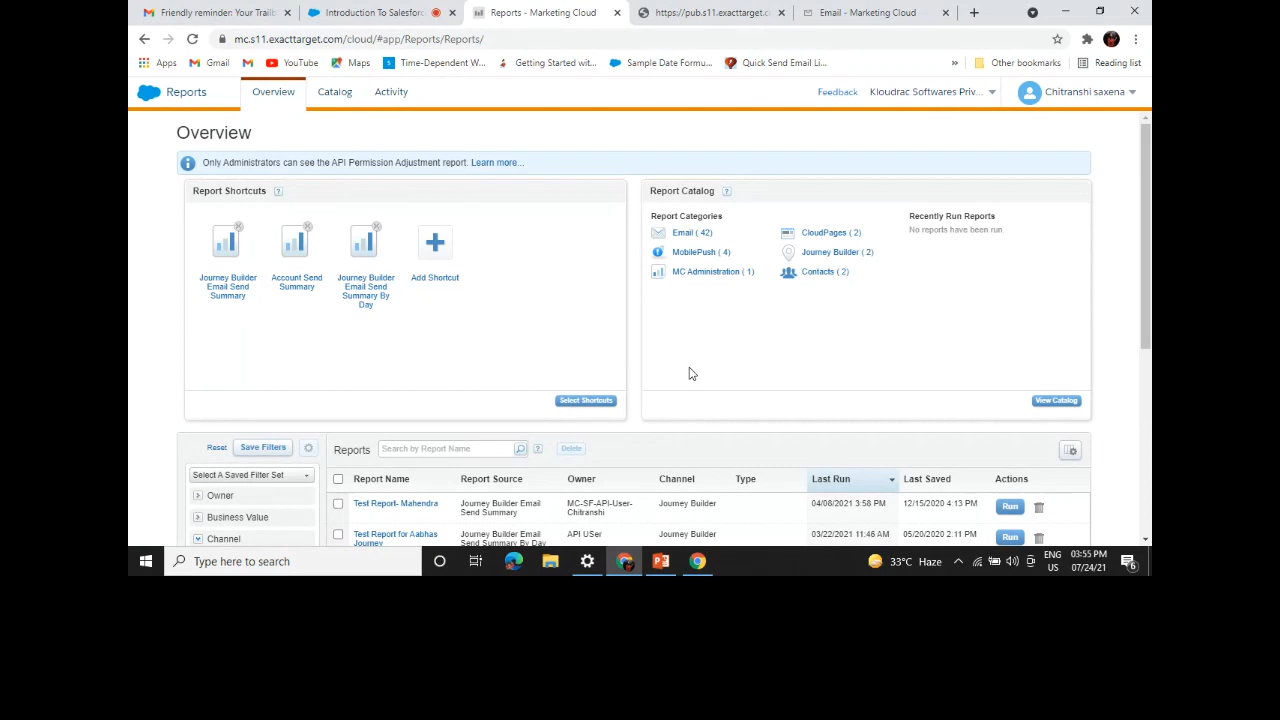 Friendly reminder: Your Trailb
Introduction To Salesforc
Reports - Marketing Cloud
https://pub.s11.exacttarget.c
Email - Marketing Cloud
mc.s11.exacttarget.com/cloud/#app/Reports/Reports/
Apps
Gmail
YouTube
Maps
Time-Dependent W...
Getting Started wit...
Sample Date Formu...
Quick Send Email Li...
»
Other bookmarks
Reading list
Reports
Overview
Catalog
Activity
Feedback
Kloudrac Softwares Priv...
Chitranshi saxena
Overview
Only Administrators can see the API Permission Adjustment report. Learn more...
Report Shortcuts ?
Journey Builder
Email Send
Summary
Account Send
Summary
Journey Builder
Email Send
Summary By
Day
Add Shortcut
Select Shortcuts
Report Catalog ?
Report Categories
Email ( 42)
MobilePush ( 4)
MC Administration ( 1)
CloudPages ( 2)
Journey Builder ( 2)
Contacts ( 2)
Recently Run Reports
No reports have been run
View Catalog
Reset
Save Filters
Select A Saved Filter Set
Owner
Business Value
Channel
Reports
Search by Report Name
?
Delete
Report Name Report Source Owner Channel Type Last Run Last Saved Actions
Test Report- Mahendra
Journey Builder Email
Send Summary
MC-SF-API-User-
Chitranshi
Journey Builder
04/08/2021 3:58 PM
12/15/2020 4:13 PM
Run
Test Report for Aabhas
Journey
Journey Builder Email
Send Summary By Day
API USer
Journey Builder
03/22/2021 11:46 AM
05/20/2020 2:11 PM
Run
Type here to search
33°C Haze
ENG
US
03:55 PM
07/24/21
6